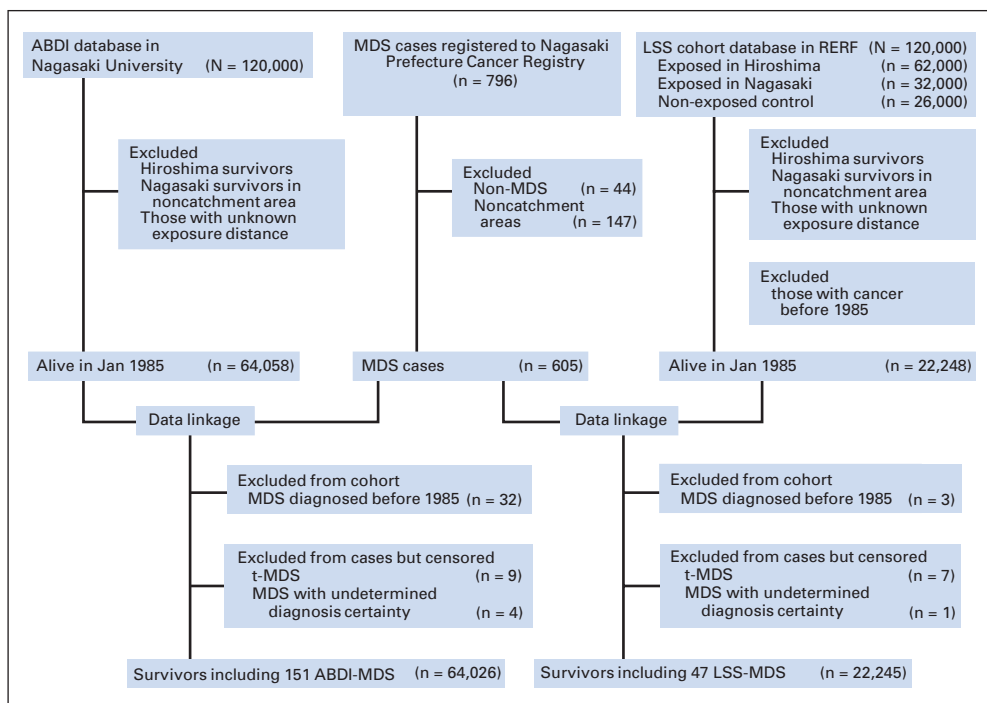 ABDI database in
Nagasaki University (N = 120,000)
MDS cases registered to Nagasaki
Prefecture Cancer Registry
(n = 796)
LSS cohort database in RERF (N = 120,000)
Exposed in Hiroshima (n = 62,000)
Exposed in Nagasaki (n = 32,000)
Non-exposed control (n = 26,000)
Excluded
Hiroshima survivors
Nagasaki survivors in
noncatchment area
Those with unknown
exposure distance
Excluded
Non-MDS (n = 44)
Noncatchment
areas (n = 147)
Excluded
Hiroshima survivors
Nagasaki survivors in
noncatchment area
Those with unknown
exposure distance
Excluded
those with cancer
before 1985
Alive in Jan 1985 (n = 64,058)
MDS cases (n = 605)
Alive in Jan 1985 (n = 22,248)
Data linkage
Data linkage
Excluded from cohort
MDS diagnosed before 1985 (n = 32)
Excluded from cohort
MDS diagnosed before 1985 (n = 3)
Excluded from cases but censored
t-MDS (n = 9)
MDS with undetermined
diagnosis certainty (n = 4)
Excluded from cases but censored
t-MDS (n = 7)
MDS with undetermined
diagnosis certainty (n = 1)
Survivors including 151 ABDI-MDS (n = 64,026)
Survivors including 47 LSS-MDS (n = 22,245)